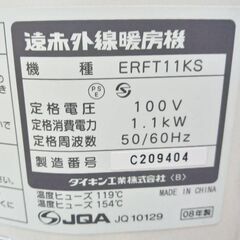 遠赤外線暖房機
機種 ERFT11KS
定格電圧 100V
定格消費電力 1.1kW
定格周波数 50/60Hz
製造番号 C209404
ダイキン工業株式会社〈B〉
温度ヒューズ 119℃ MADE IN CHINA
温度ヒューズ 154℃ JQA JQ10129 08年製